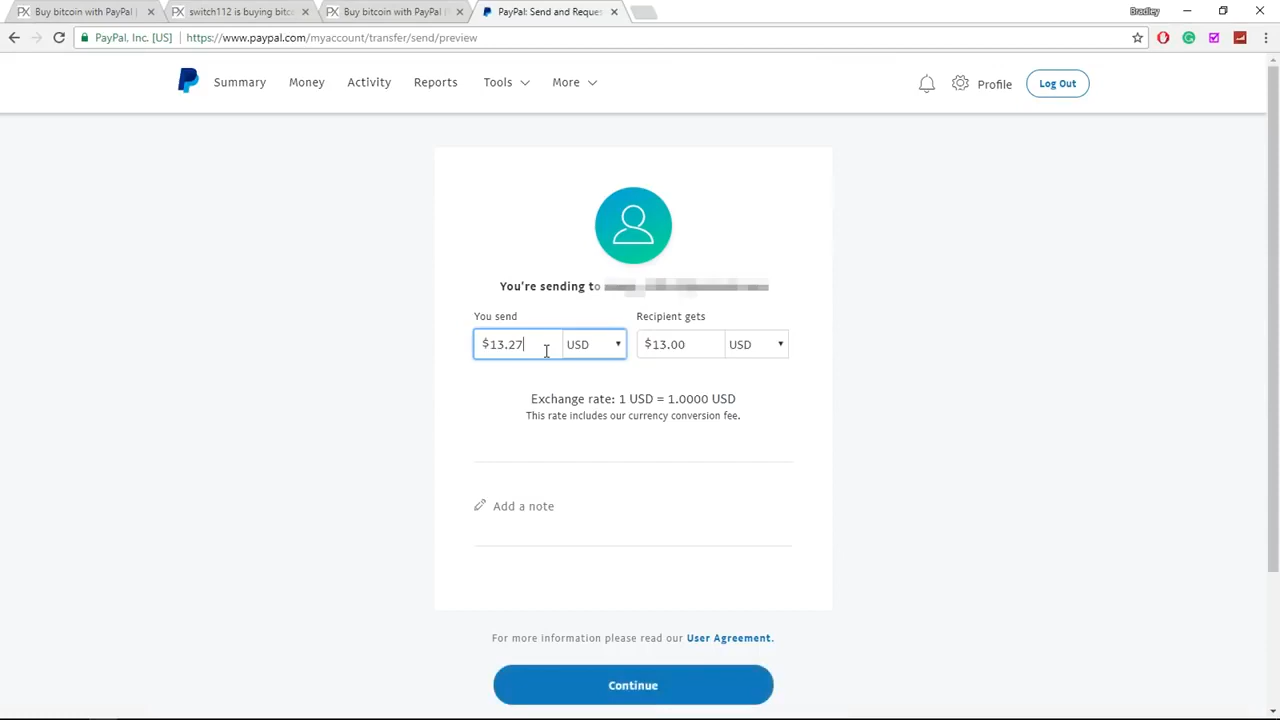 Buy bitcoin with PayPal |
switch112 is buying bitc
Buy bitcoin with PayPal (
PayPal: Send and Reques
Bradley
PayPal, Inc. [US]
https://www.paypal.com/myaccount/transfer/send/preview
Summary
Money
Activity
Reports
Tools
More
Profile
Log Out
You're sending to
You send
Recipient gets
$13.27
USD
$13.00
USD
Exchange rate: 1 USD = 1.0000 USD
This rate includes our currency conversion fee.
Add a note
For more information please read our User Agreement.
Continue